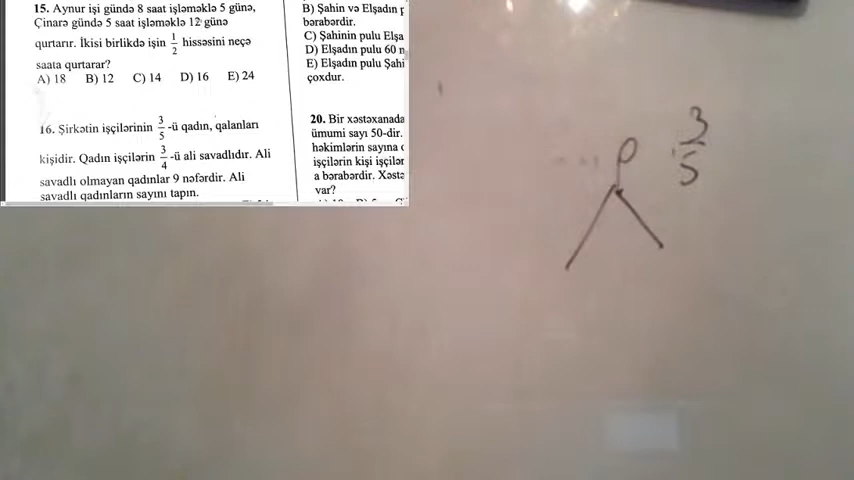 15. Aynur işi gündə 8 saat işləməklə 5 günə,
Çinarə gündə 5 saat işləməklə 12 günə
qurtarır. İkisi birlikdə işin 1/2 hissəsini neçə
saata qurtarar?
A) 18 B) 12 C) 14 D) 16 E) 24
16. Şirkətin işçilərinin 3/5 -ü qadın, qalanları
kişidir. Qadın işçilərin 3/4 -ü ali savadlıdır. Ali
savadlı olmayan qadınlar 9 nəfərdir. Ali
savadlı qadınların sayını tapın.
B) Şahin və Elşadın
bərabərdir.
C) Şahinin pulu Elşa
D) Elşadın pulu 60
E) Elşadın pulu Şahi
çoxdur.
20. Bir xəstəxanada
ümumi sayı 50-dir.
həkimlərin sayına
işçilərin kişi işçilər
a bərabərdir. Xəstə
var?
3/5